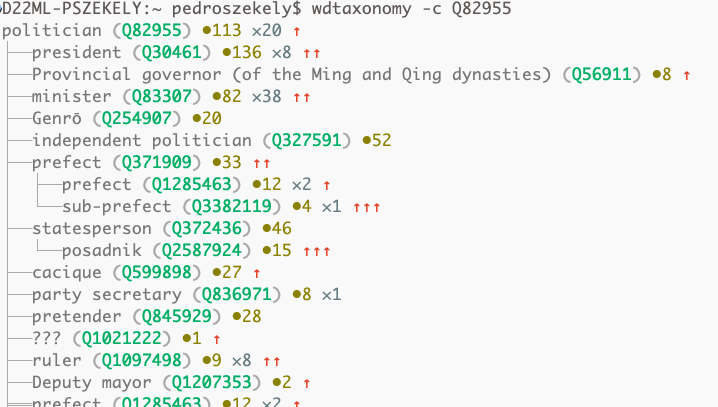 D22ML-PSZEKELY:~ pedroszekely$ wdtaxonomy -c Q82955
politician (Q82955) ●113 ×20 ↑
├──president (Q30461) ●136 ×8 ↑↑
├──Provincial governor (of the Ming and Qing dynasties) (Q56911) ●8 ↑
├──minister (Q83307) ●82 ×38 ↑↑
├──Genrō (Q254907) ●20
├──independent politician (Q327591) ●52
├──prefect (Q371909) ●33 ↑↑
│  ├──prefect (Q1285463) ●12 ×2 ↑
│  └──sub-prefect (Q3382119) ●4 ×1 ↑↑↑
├──statesperson (Q372436) ●46
│  └──posadnik (Q2587924) ●15 ↑↑↑
├──cacique (Q599898) ●27 ↑
├──party secretary (Q836971) ●8 ×1
├──pretender (Q845929) ●28
├──??? (Q1021222) ●1 ↑
├──ruler (Q1097498) ●9 ×8 ↑↑
├──Deputy mayor (Q1207353) ●2 ↑
╞══prefect (Q1285463) ●12 ×2 ↑